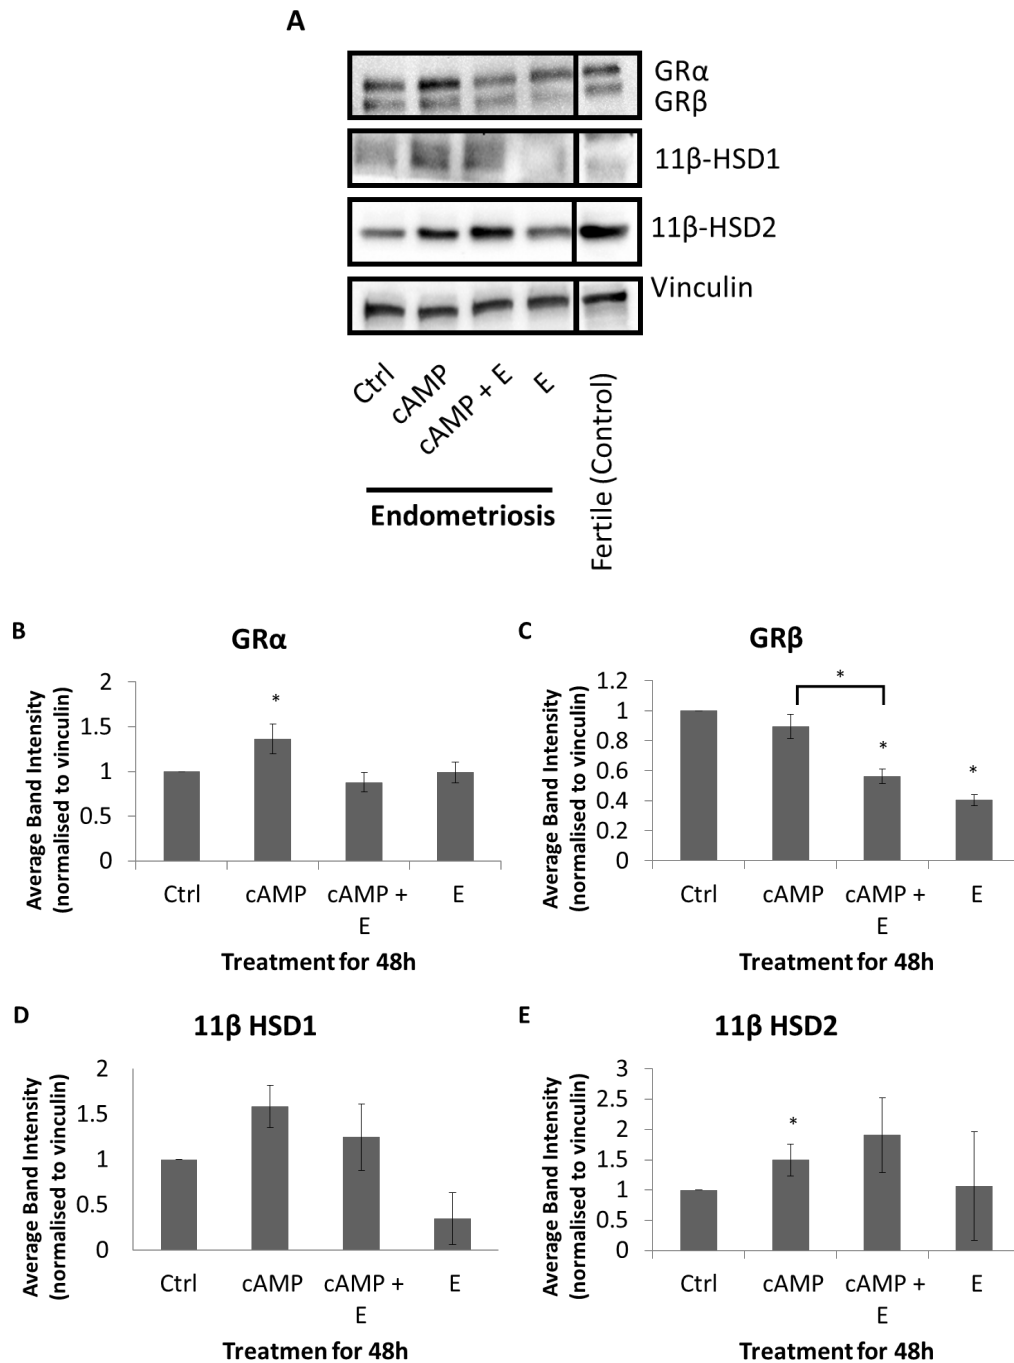 A
GRα
GRβ
11β-HSD1
11β-HSD2
Vinculin
Ctrl
cAMP
cAMP + E
E
Fertile (Control)
Endometriosis
B
GRα
Average Band Intensity
(normalised to vinculin)
2
1.5
1
0.5
0
*
Ctrl
cAMP
cAMP +
E
E
Treatment for 48h
C
GRβ
Average Band Intensity
(normalised to vinculin)
1.2
1
0.8
0.6
0.4
0.2
0
*
*
*
Ctrl
cAMP
cAMP +
E
E
Treatment for 48h
D
11β HSD1
Average Band Intensity
(normalised to vinculin)
2
1.5
1
0.5
0
Ctrl
cAMP
cAMP +
E
E
Treatmen for 48h
E
11β HSD2
Average Band Intensity
(normalised to vinculin)
3
2.5
2
1.5
1
0.5
0
*
Ctrl
cAMP
cAMP +
E
E
Treatment for 48h